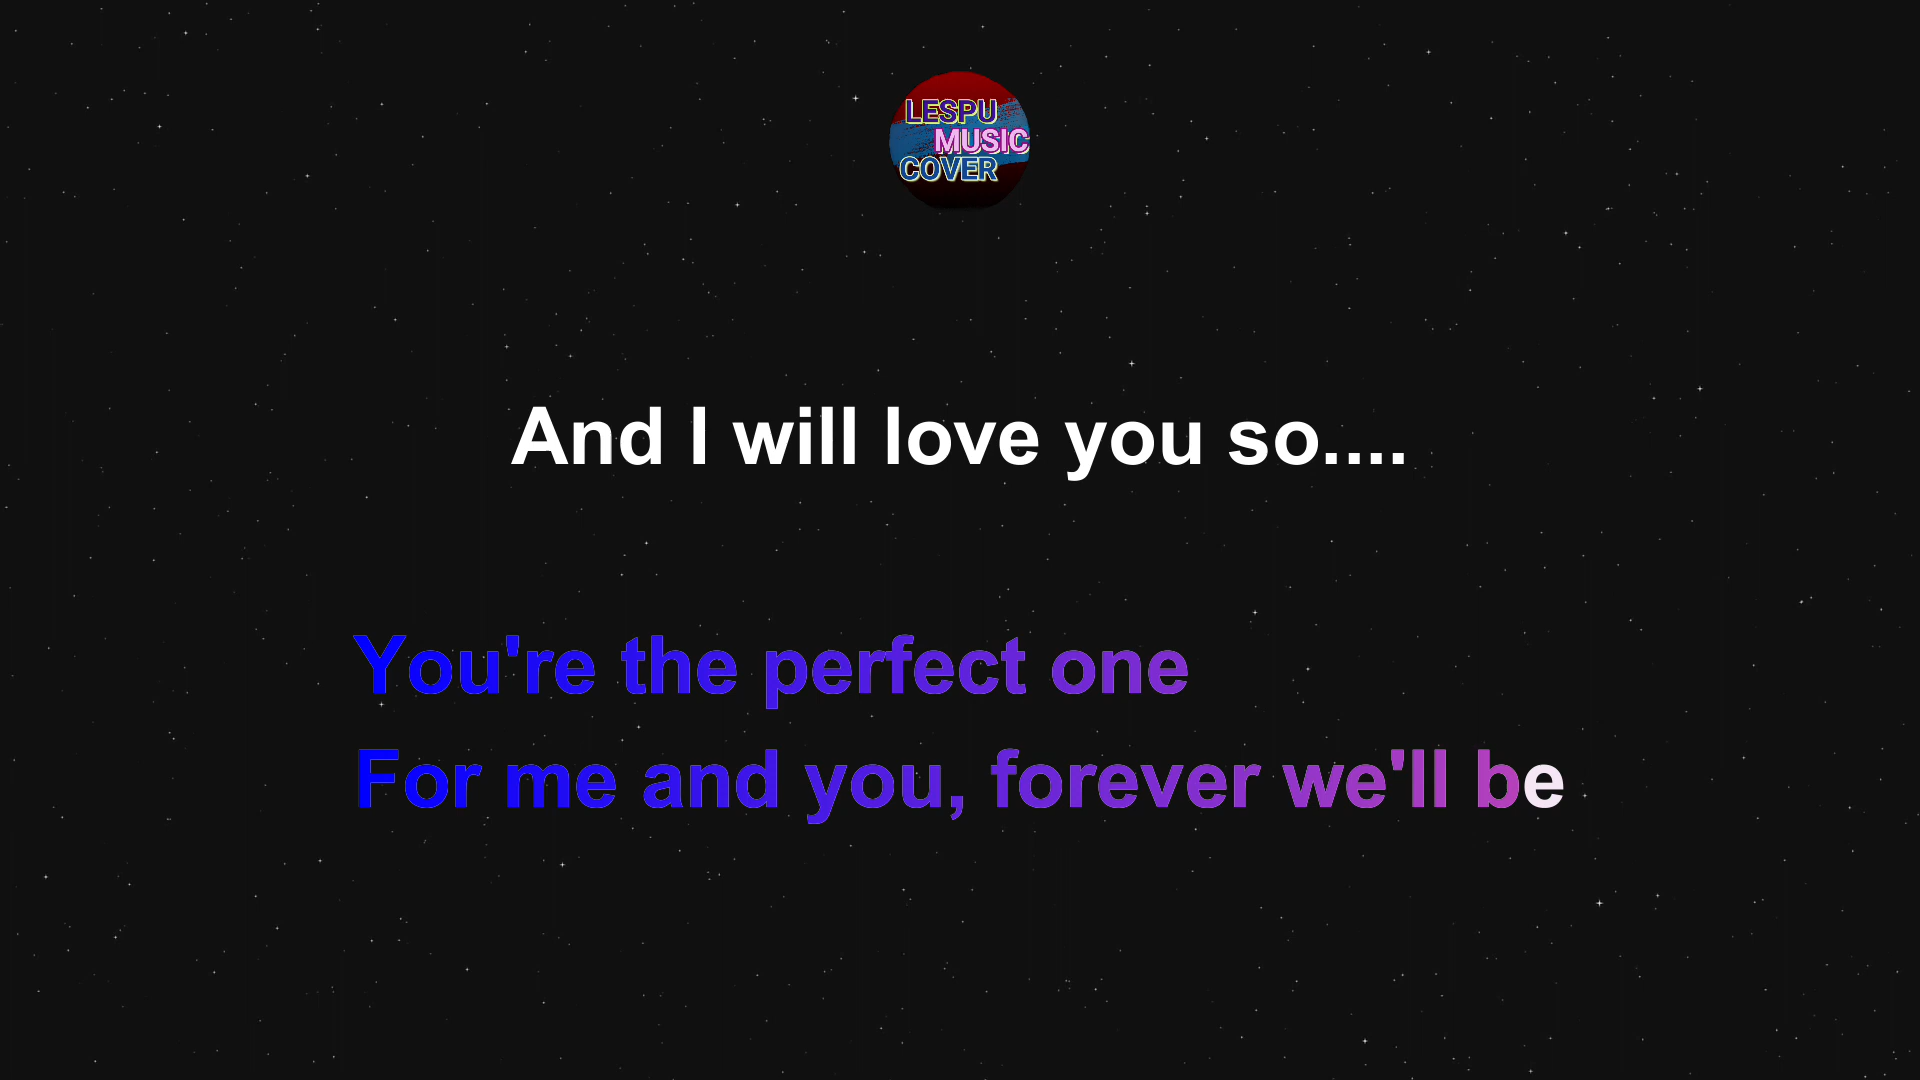 LESPU
MUSIC
COVER
And I will love you so....
You're the perfect one
For me and you, forever we'll be